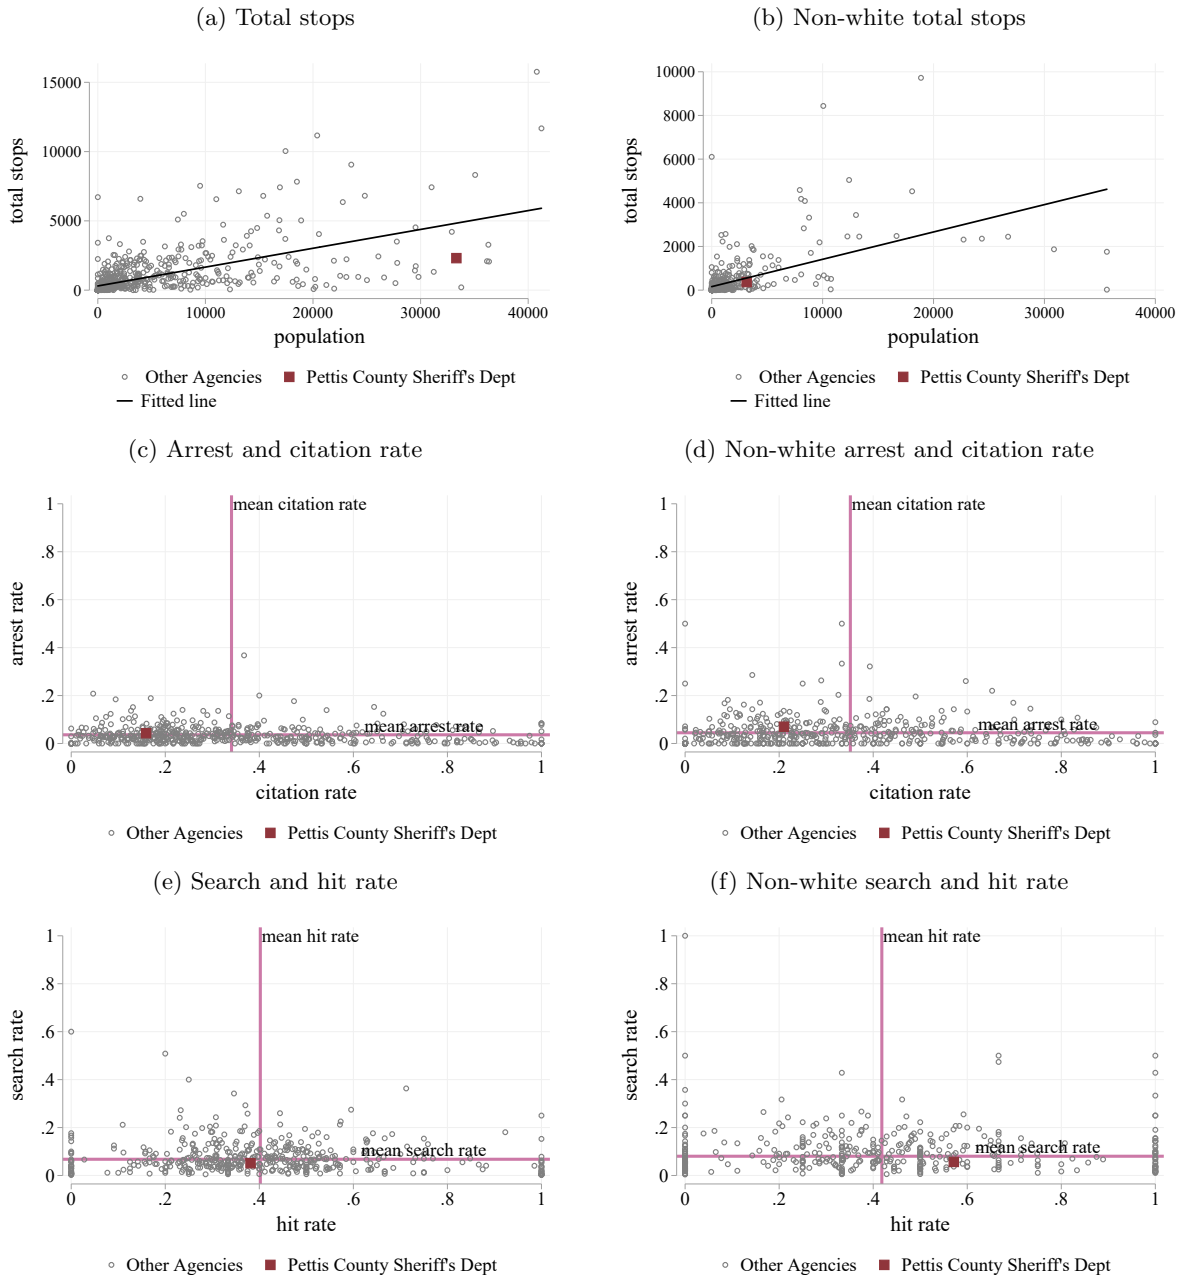 (a) Total stops
(b) Non-white total stops
total stops
15000
10000
5000
0
0 10000 20000 30000 40000
population
Other Agencies Pettis County Sheriff's Dept
Fitted line
total stops
10000
8000
6000
4000
2000
0
0 10000 20000 30000 40000
population
Other Agencies Pettis County Sheriff's Dept
Fitted line
(c) Arrest and citation rate
(d) Non-white arrest and citation rate
arrest rate
1
.8
.6
.4
.2
0
mean citation rate
mean arrest rate
0 .2 .4 .6 .8 1
citation rate
Other Agencies Pettis County Sheriff's Dept
arrest rate
1
.8
.6
.4
.2
0
mean citation rate
mean arrest rate
0 .2 .4 .6 .8 1
citation rate
Other Agencies Pettis County Sheriff's Dept
(e) Search and hit rate
(f) Non-white search and hit rate
search rate
1
.8
.6
.4
.2
0
mean hit rate
mean search rate
0 .2 .4 .6 .8 1
hit rate
Other Agencies Pettis County Sheriff's Dept
search rate
1
.8
.6
.4
.2
0
mean hit rate
mean search rate
0 .2 .4 .6 .8 1
hit rate
Other Agencies Pettis County Sheriff's Dept